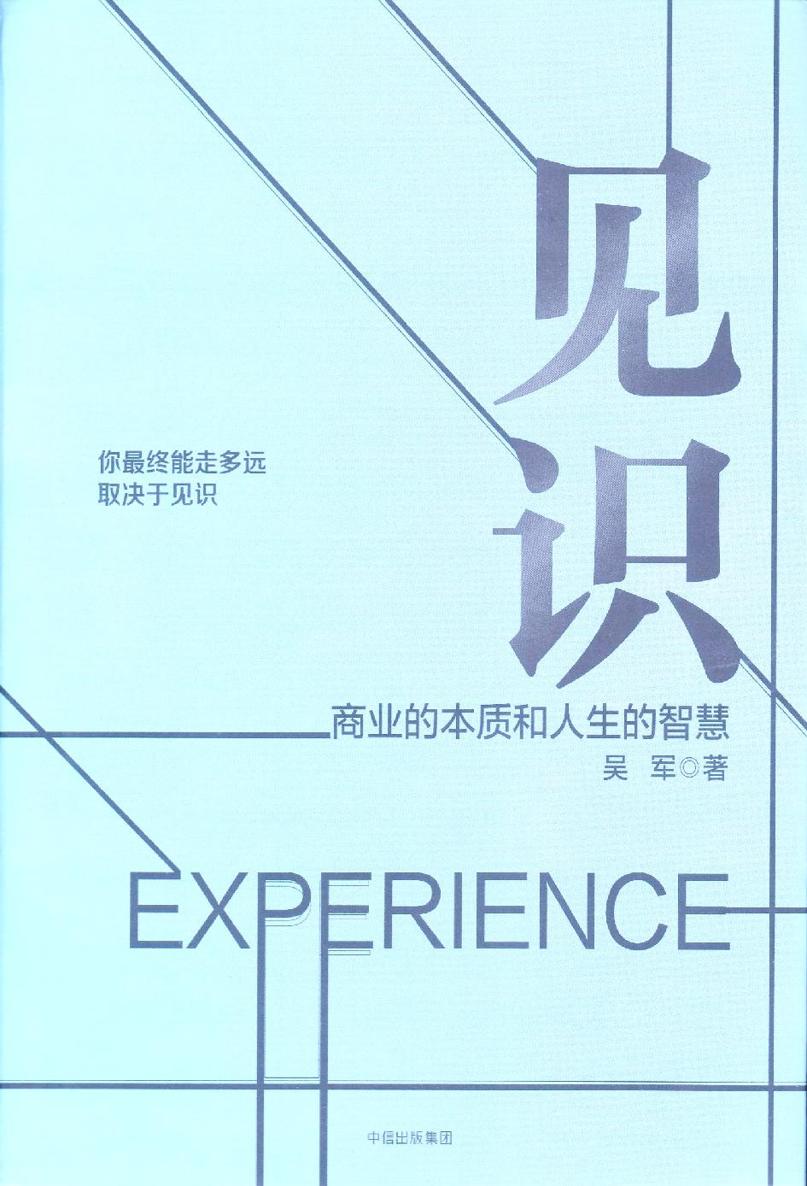 见识
你最终能走多远
取决于见识
商业的本质和人生的智慧
吴 军◎著
EXPERIENCE
中信出版集团